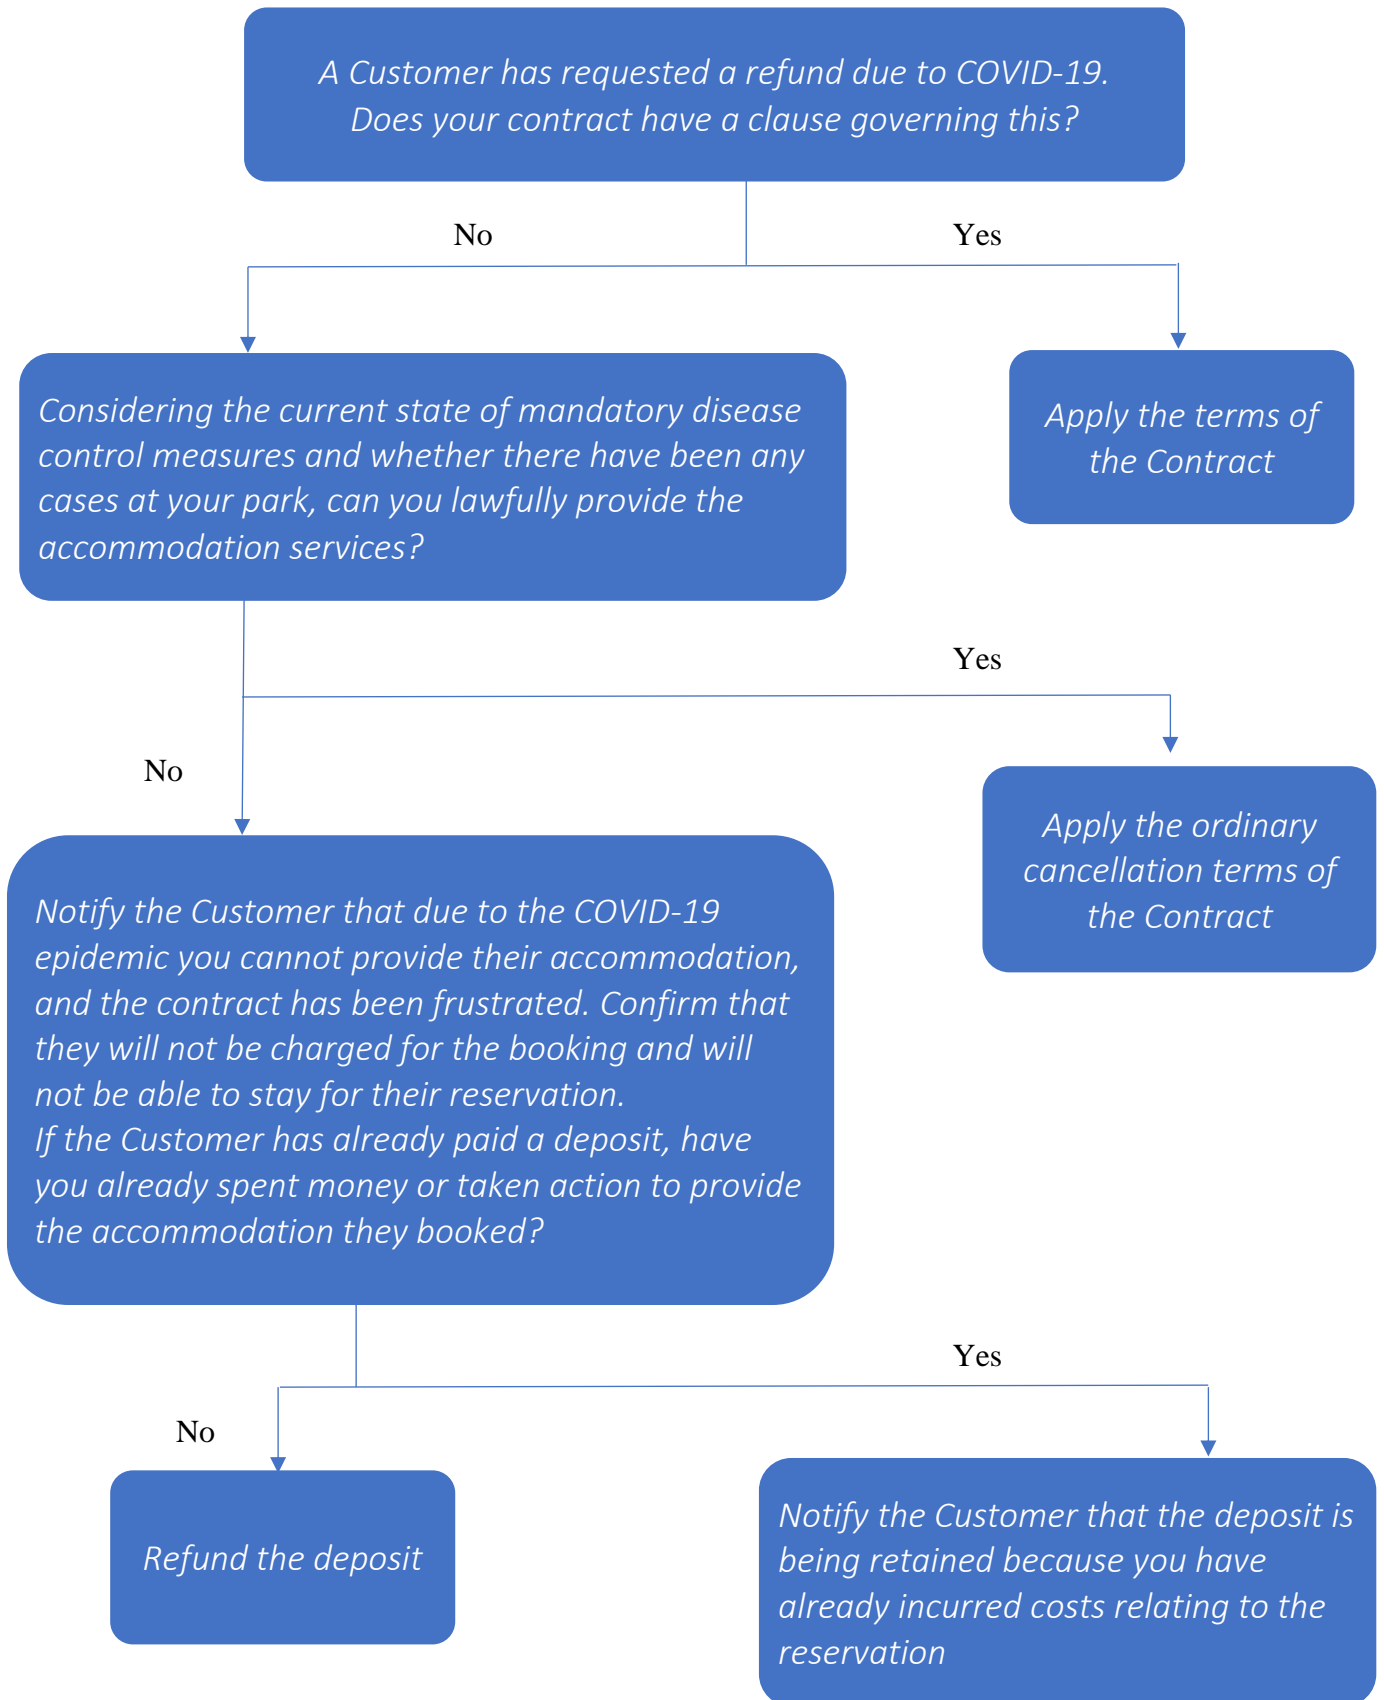 A Customer has requested a refund due to COVID-19.
Does your contract have a clause governing this?
No
Yes
Considering the current state of mandatory disease
control measures and whether there have been any
cases at your park, can you lawfully provide the
accommodation services?
Apply the terms of
the Contract
Yes
No
Apply the ordinary
cancellation terms of
the Contract
Notify the Customer that due to the COVID-19
epidemic you cannot provide their accommodation,
and the contract has been frustrated. Confirm that
they will not be charged for the booking and will
not be able to stay for their reservation.
If the Customer has already paid a deposit, have
you already spent money or taken action to provide
the accommodation they booked?
Yes
No
Refund the deposit
Notify the Customer that the deposit is
being retained because you have
already incurred costs relating to the
reservation